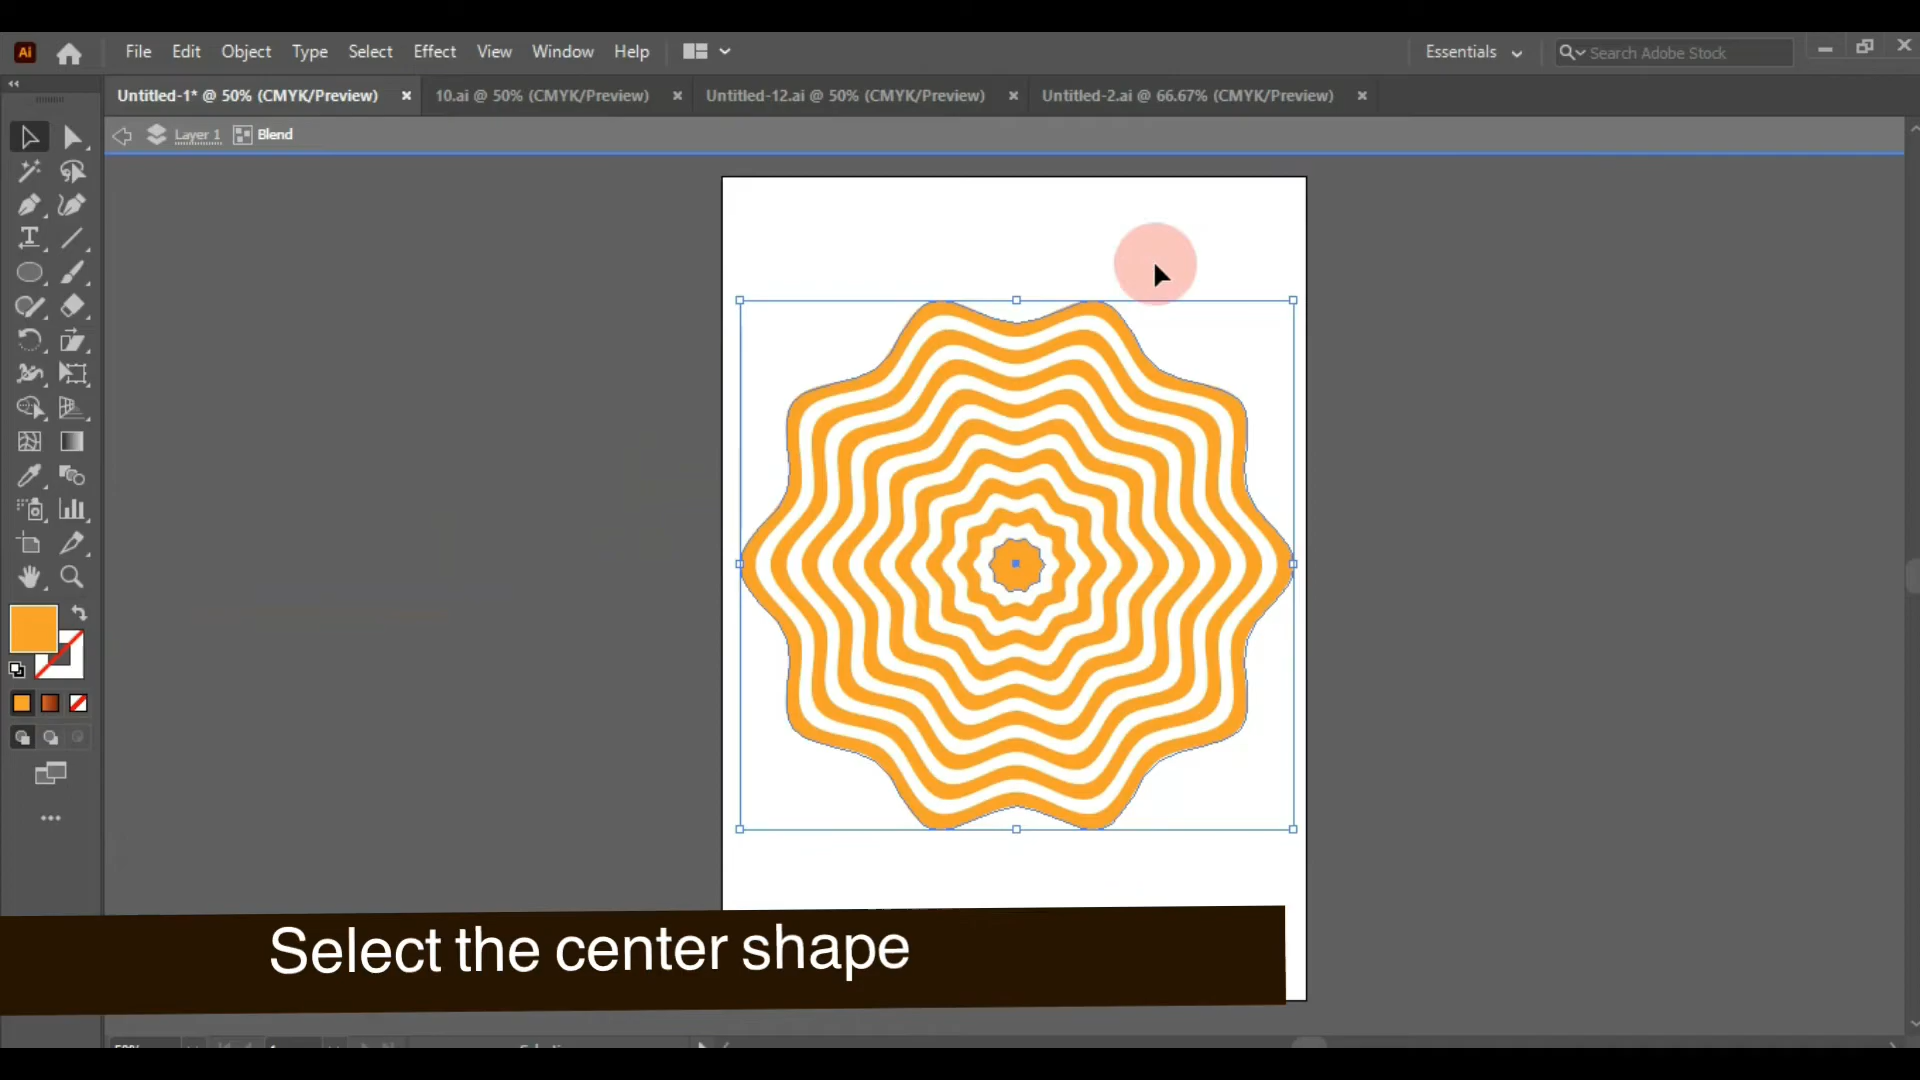 Ai File Edit Object Type Select Effect View Window Help Essentials Search Adobe Stock
Untitled-1* @ 50% (CMYK/Preview) × 10.ai @ 50% (CMYK/Preview) × Untitled-12.ai @ 50% (CMYK/Preview) × Untitled-2.ai @ 66.67% (CMYK/Preview) ×
Layer 1 Blend
Select the center shape